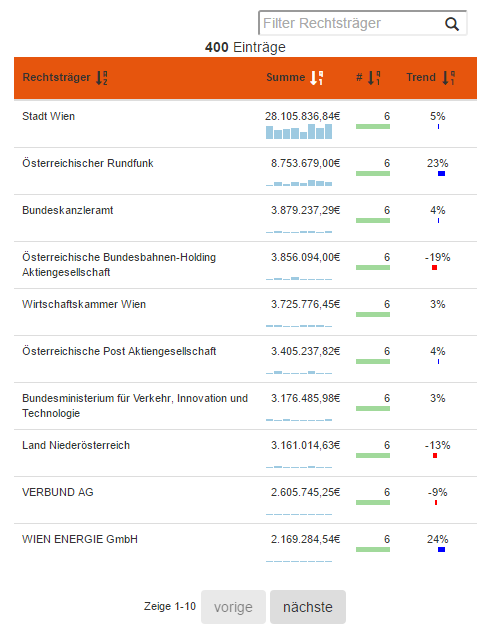 Filter Rechtsträger
400 Einträge
Rechtsträger Summe # Trend
Stadt Wien 28.105.836,84€ 6 5%
Österreichischer Rundfunk 8.753.679,00€ 6 23%
Bundeskanzleramt 3.879.237,29€ 6 4%
Österreichische Bundesbahnen-Holding 3.856.094,00€ 6 -19%
Aktiengesellschaft
Wirtschaftskammer Wien 3.725.776,45€ 6 3%
Österreichische Post Aktiengesellschaft 3.405.237,82€ 6 4%
Bundesministerium für Verkehr, Innovation und 3.176.485,98€ 6 3%
Technologie
Land Niederösterreich 3.161.014,63€ 6 -13%
VERBUND AG 2.605.745,25€ 6 -9%
WIEN ENERGIE GmbH 2.169.284,54€ 6 24%
Zeige 1-10 vorige nächste